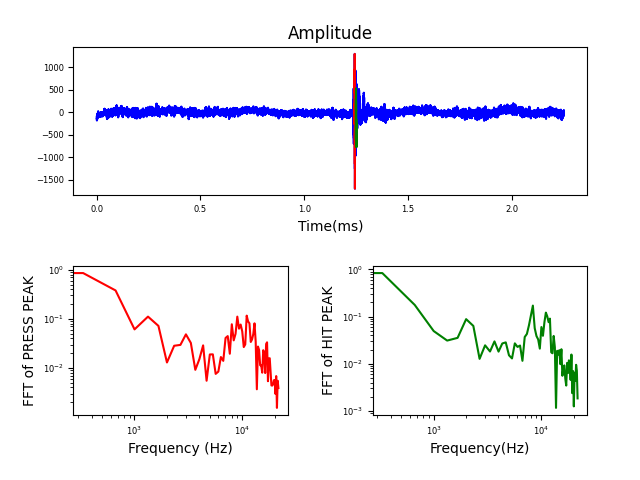 Amplitude
1000
500
0
−500
−1000
−1500
0.0 0.5 1.0 1.5 2.0
Time(ms)
FFT of PRESS PEAK
10⁰
10⁻¹
10⁻²
10³ 10⁴
Frequency (Hz)
FFT of HIT PEAK
10⁰
10⁻¹
10⁻²
10⁻³
10³ 10⁴
Frequency(Hz)